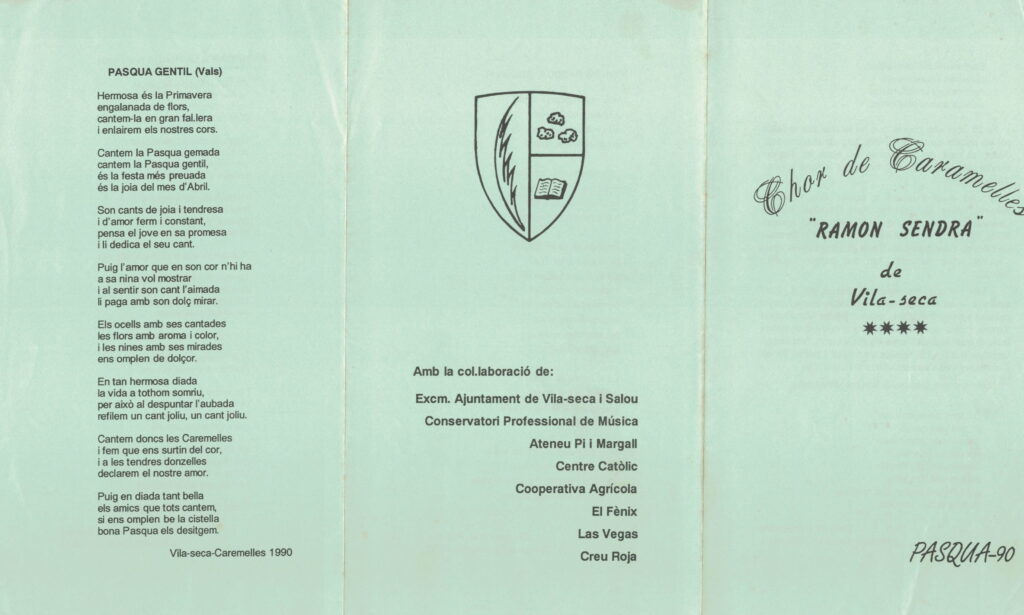 PASQUA GENTIL (Vals)
Hermosa és la Primavera
engalanada de flors,
cantem-la en gran fal.lera
i enlairem els nostres cors.
Cantem la Pasqua gemada
cantem la Pasqua gentil,
és la festa més preuada
és la joia del mes d'Abril.
Son cants de joia i tendresa
i d'amor ferm i constant,
pensa el jove en sa promesa
i li dedica el seu cant.
Puig l'amor que en son cor n'hi ha
a sa nina vol mostrar
i al sentir son cant l'aimada
li paga amb son dolç mirar.
Els ocells amb ses cantades
les flors amb aroma i color,
i les nines amb ses mirades
ens omplen de dolçor.
En tan hermosa diada
la vida a tothom somriu,
per això al despuntar l'aubada
refilem un cant joliu, un cant joliu.
Cantem doncs les Caremelles
i fem que ens surtin del cor,
i a les tendres donzelles
declarem el nostre amor.
Puig en diada tant bella
els amics que tots cantem,
si ens omplen be la cistella
bona Pasqua els desitgem.
Vila-seca-Caremelles 1990
Amb la col.laboració de:
Excm. Ajuntament de Vila-seca i Salou
Conservatori Professional de Música
Ateneu Pi i Margall
Centre Catòlic
Cooperativa Agrícola
El Fènix
Las Vegas
Creu Roja
Chor de Caramelles
"RAMON SENDRA"
de
Vila-seca
PASQUA-90